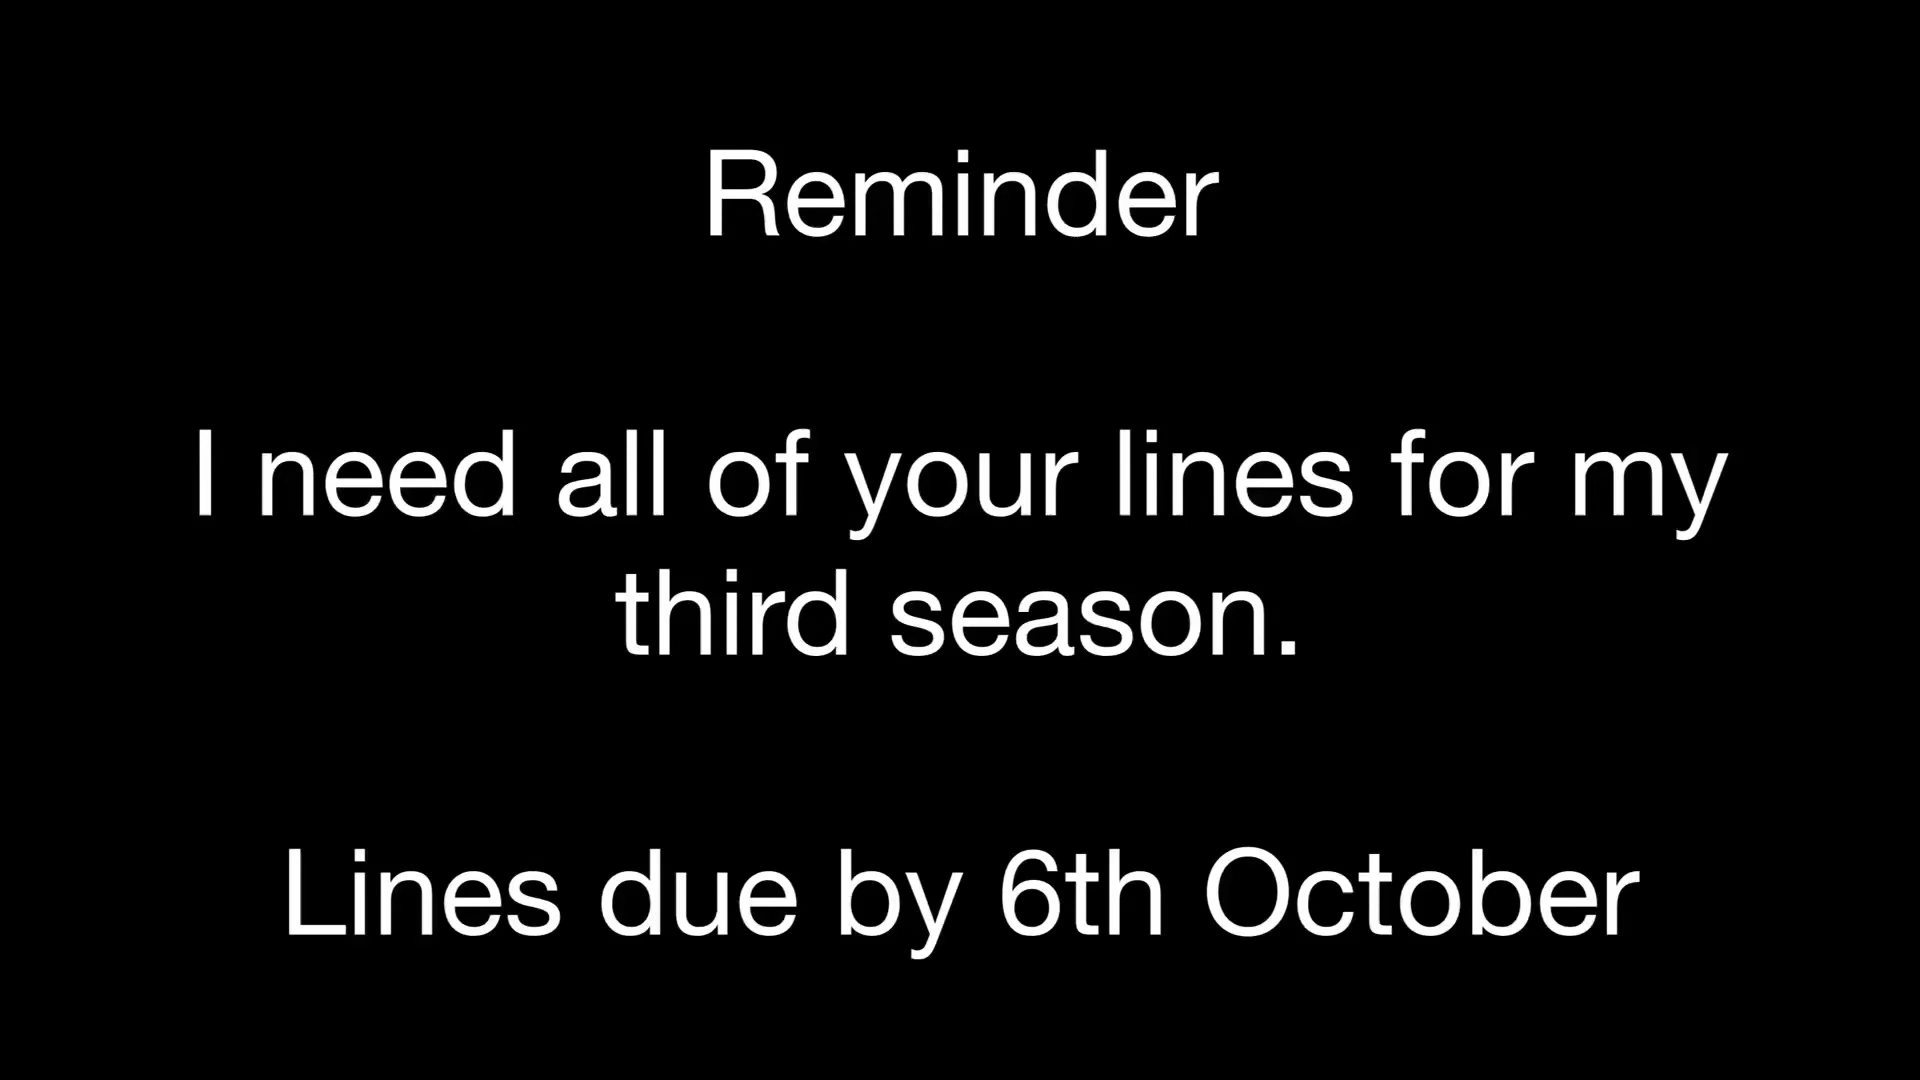 Reminder
I need all of your lines for my
third season.
Lines due by 6th October